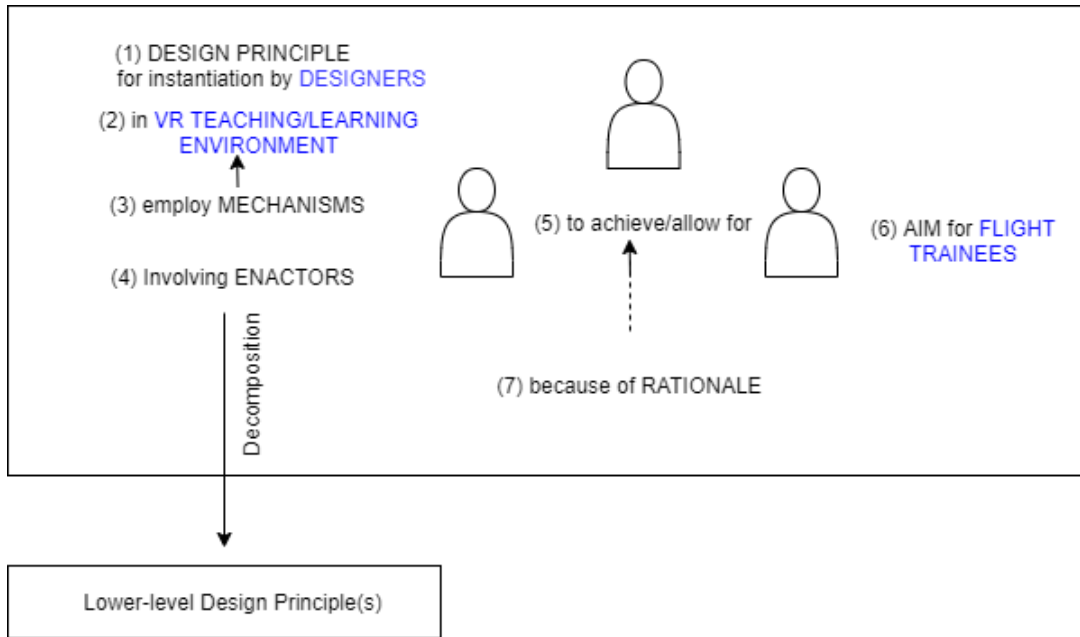 (1) DESIGN PRINCIPLE
for instantiation by DESIGNERS
(2) in VR TEACHING/LEARNING
ENVIRONMENT
(3) employ MECHANISMS
(4) Involving ENACTORS
Decomposition
(5) to achieve/allow for
(6) AIM for FLIGHT
TRAINEES
(7) because of RATIONALE
Lower-level Design Principle(s)